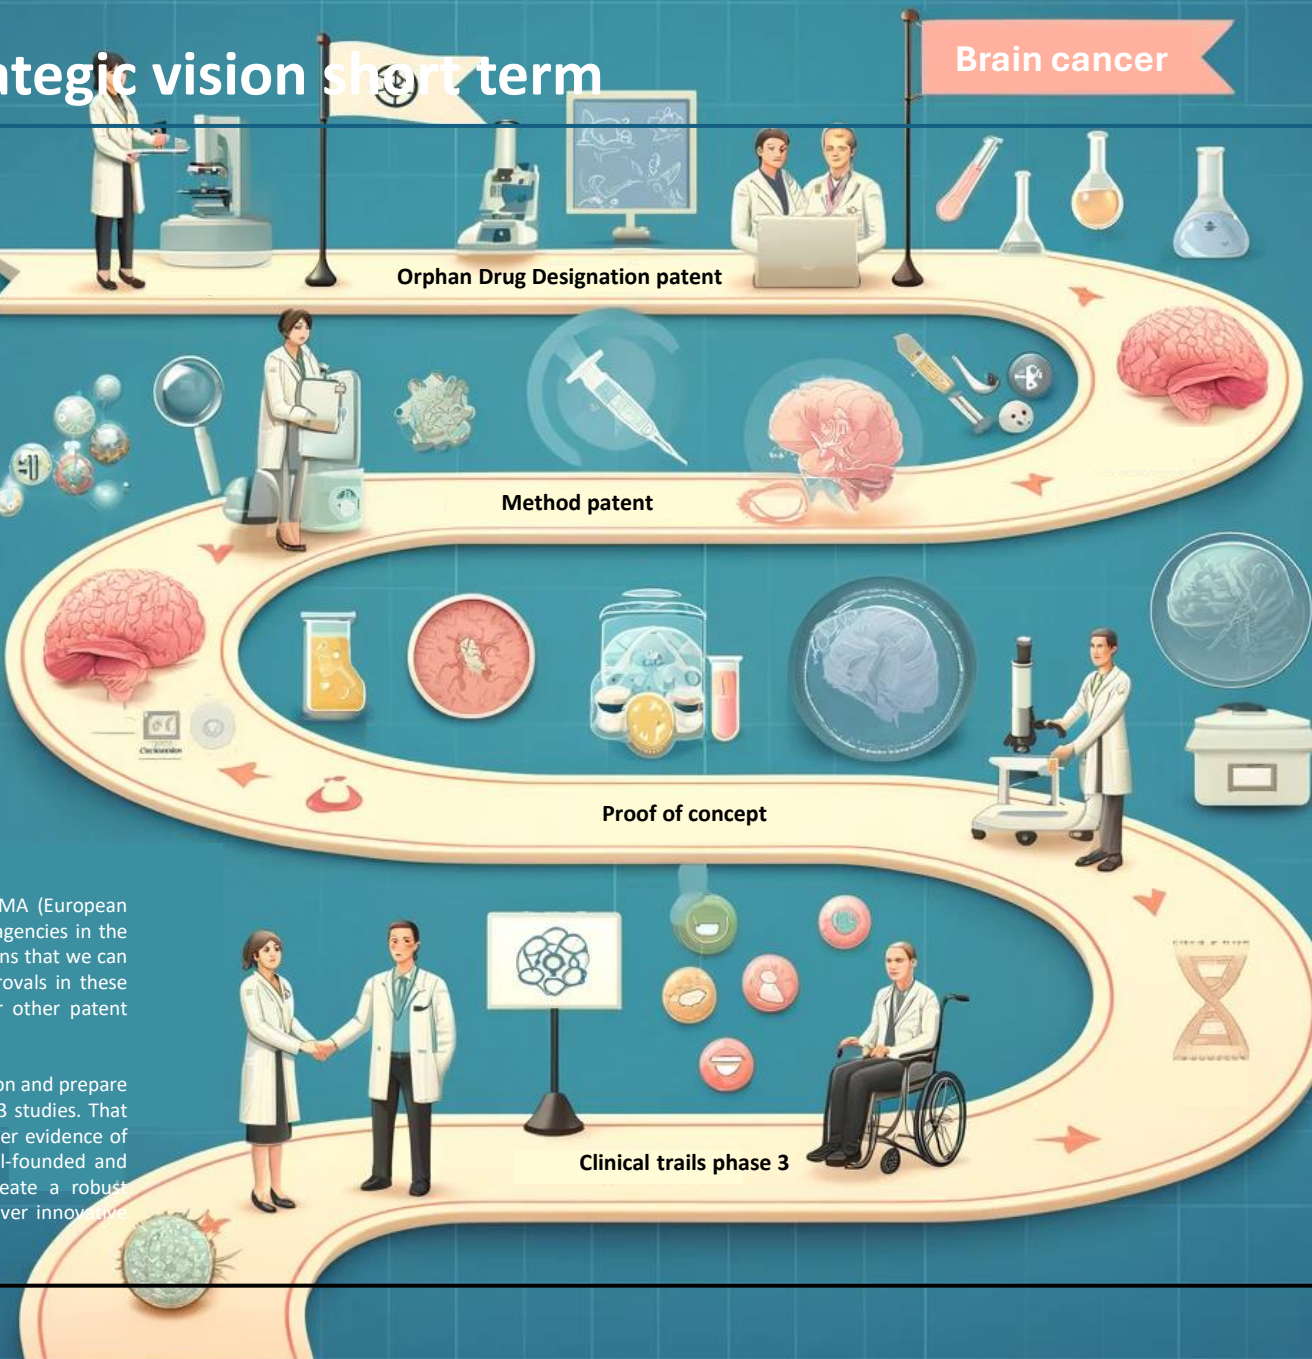 ategic vision short term
Brain cancer
Orphan Drug Designation patent
Method patent
Proof of concept
MA (European
agencies in the
ns that we can
rovals in these
r other patent
on and prepare
3 studies. That
er evidence of
l-founded and
eate a robust
ver innovative
Clinical trails phase 3